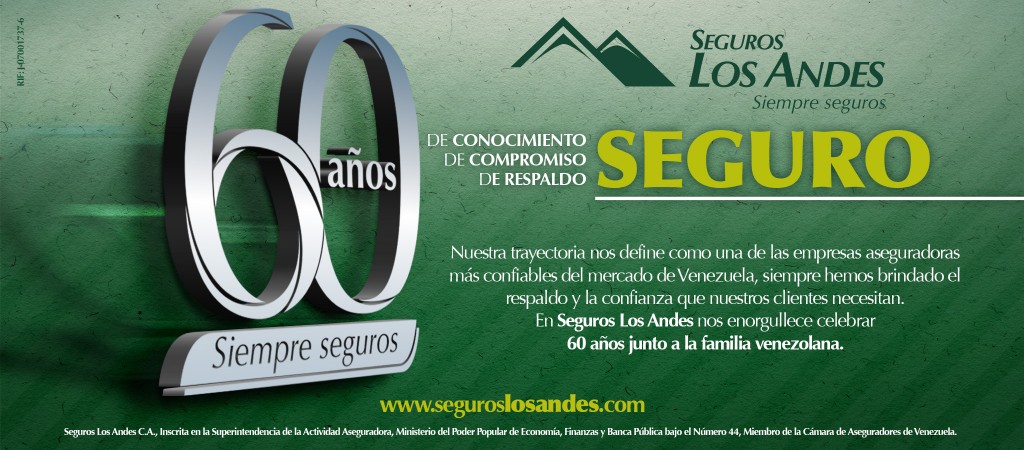 RIF: J-07001737-6
60
años
Siempre seguros
SEGUROS
LOS ANDES
Siempre seguros
DE CONOCIMIENTO
DE COMPROMISO
DE RESPALDO
SEGURO
Nuestra trayectoria nos define como una de las empresas aseguradoras
más confiables del mercado de Venezuela, siempre hemos brindado el
respaldo y la confianza que nuestros clientes necesitan.
En Seguros Los Andes nos enorgullece celebrar
60 años junto a la familia venezolana.
www.seguroslosandes.com
Seguros Los Andes C.A., Inscrita en la Superintendencia de la Actividad Aseguradora, Ministerio del Poder Popular de Economía, Finanzas y Banca Pública bajo el Número 44, Miembro de la Cámara de Aseguradores de Venezuela.